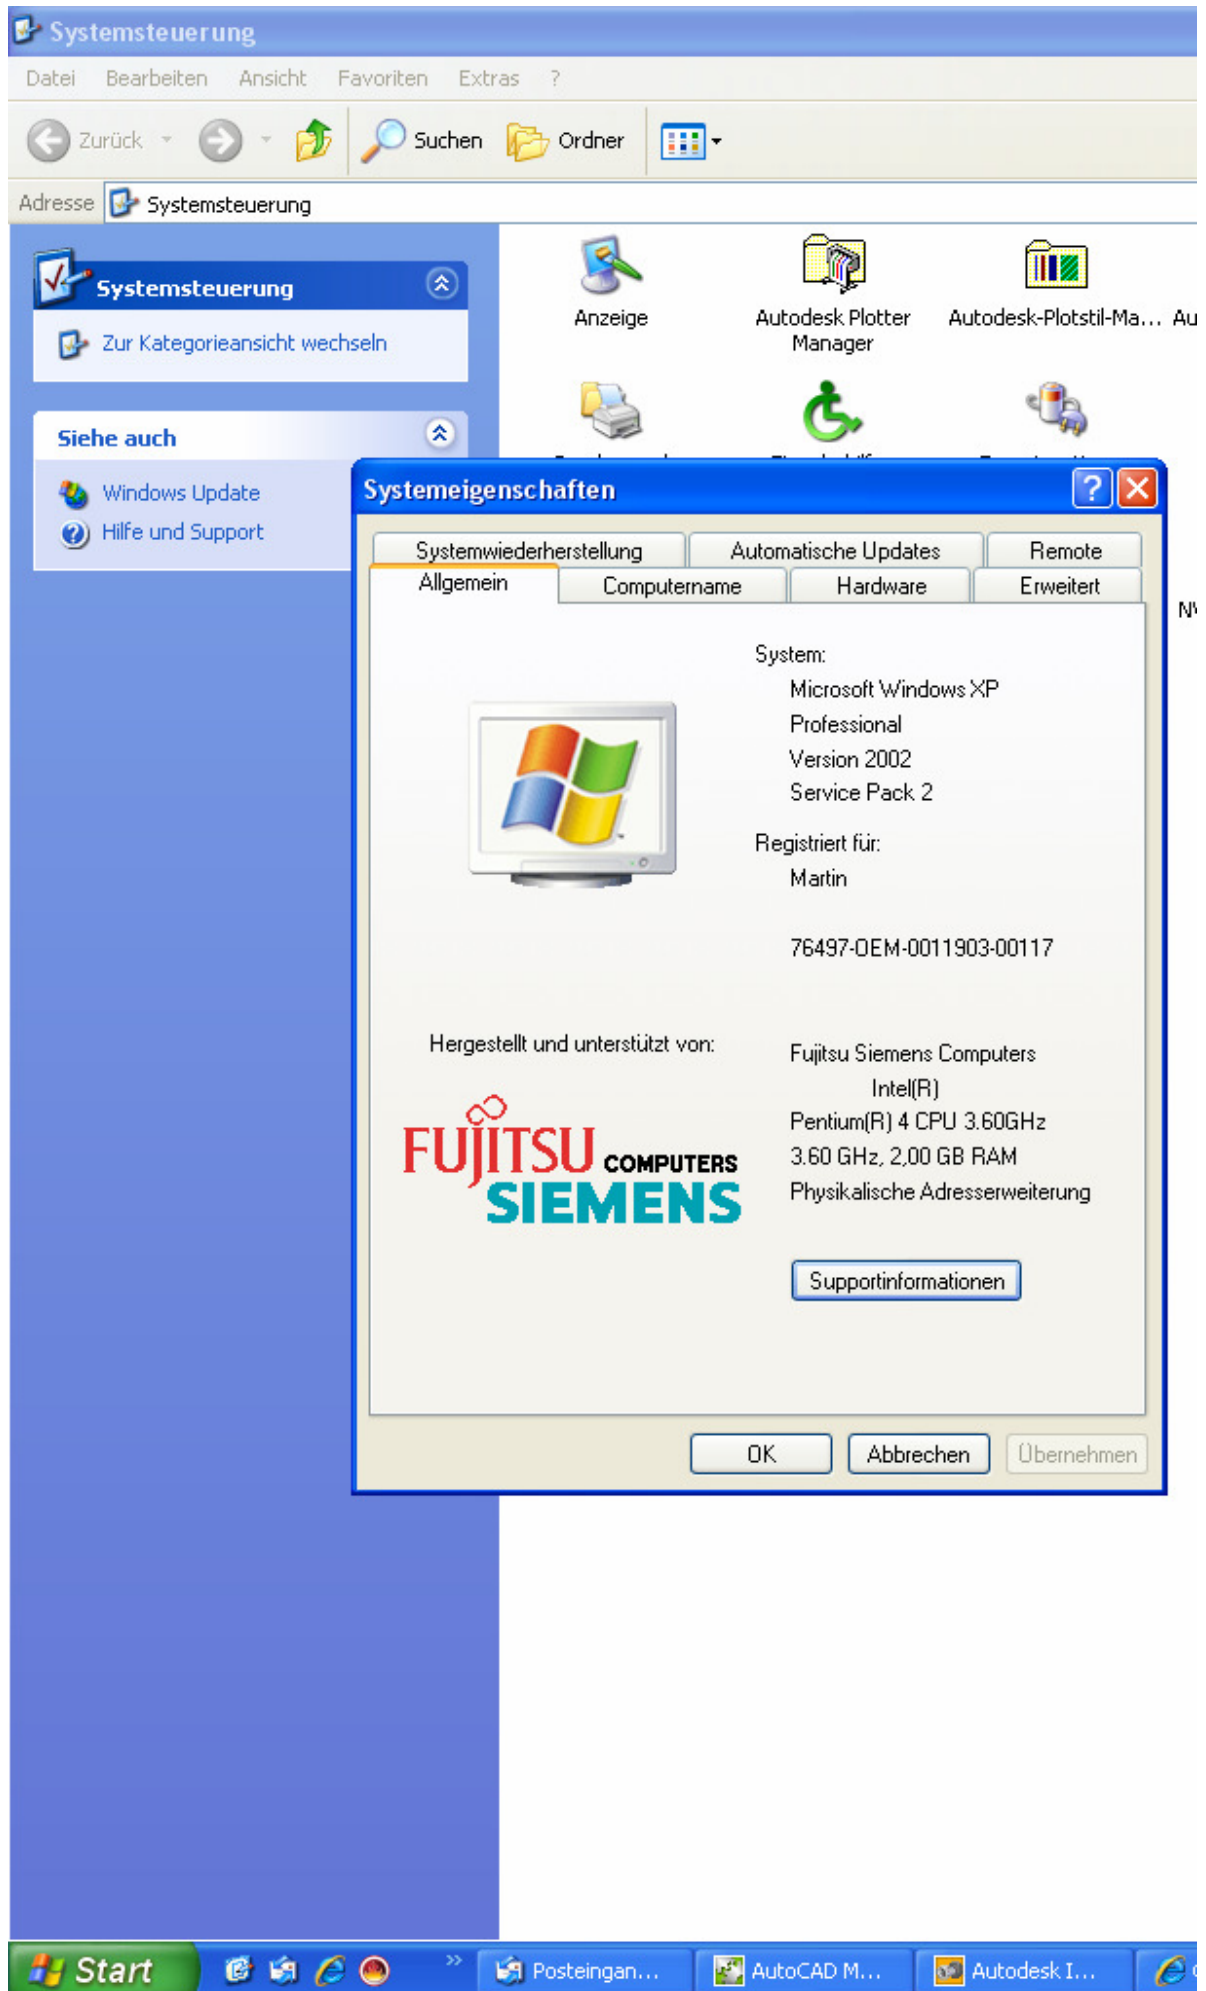 Systemsteuerung
Datei Bearbeiten Ansicht Favoriten Extras ?
Zurück Suchen Ordner
Adresse Systemsteuerung
Systemsteuerung
Zur Kategorieansicht wechseln
Siehe auch
Windows Update
Hilfe und Support
Anzeige
Autodesk Plotter
Manager
Autodesk-Plotstil-Ma...
Au
Systemeigenschaften
Systemwiederherstellung Automatische Updates Remote
Allgemein Computername Hardware Erweitert
System:
Microsoft Windows XP
Professional
Version 2002
Service Pack 2
Registriert für:
Martin
76497-OEM-0011903-00117
Hergestellt und unterstützt von:
FUJITSU COMPUTERS
SIEMENS
Fujitsu Siemens Computers
Intel(R)
Pentium(R) 4 CPU 3.60GHz
3.60 GHz, 2,00 GB RAM
Physikalische Adresserweiterung
Supportinformationen
OK Abbrechen Übernehmen
Start Posteingan... AutoCAD M... Autodesk I...